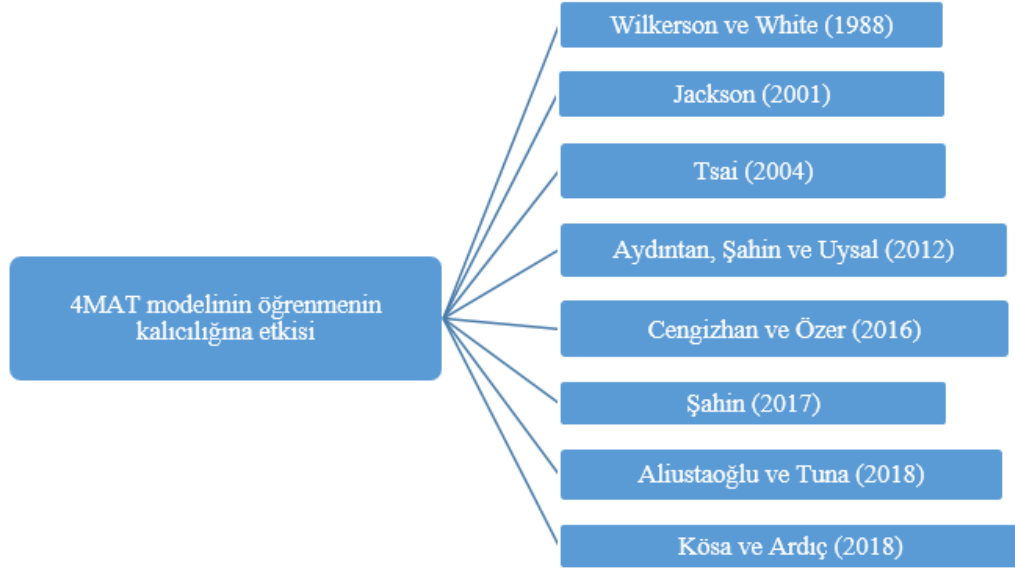 4MAT modelinin öğrenmenin
kalıcılığına etkisi
Wilkerson ve White (1988)
Jackson (2001)
Tsai (2004)
Aydıntan, Şahin ve Uysal (2012)
Cengizhan ve Özer (2016)
Şahin (2017)
Aliustaoğlu ve Tuna (2018)
Kösa ve Ardıç (2018)